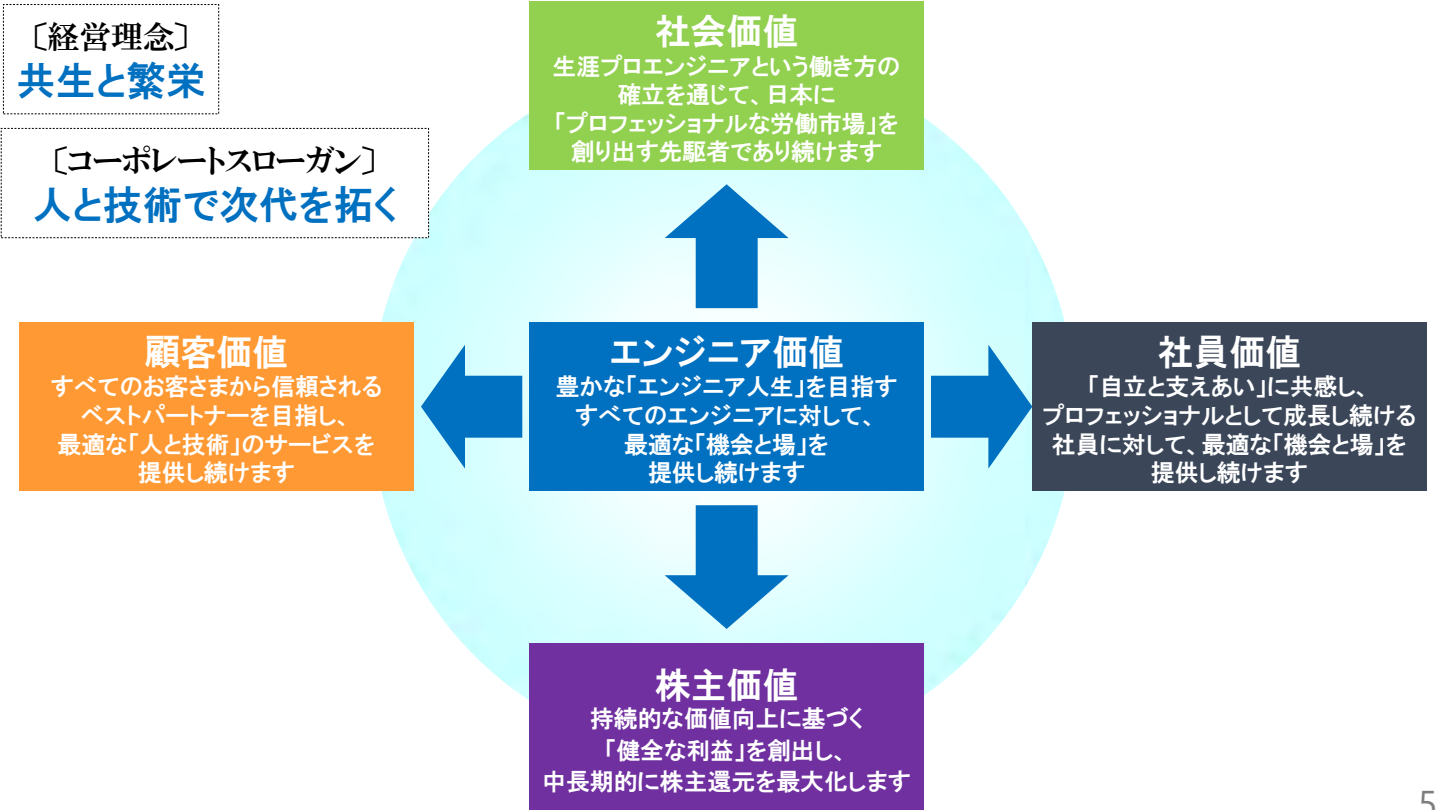 〔経営理念〕
共生と繁栄
〔コーポレートスローガン〕
人と技術で次代を拓く
社会価値
生涯プロエンジニアという働き方の
確立を通じて、日本に
「プロフェッショナルな労働市場」を
創り出す先駆者であり続けます
顧客価値
すべてのお客さまから信頼される
ベストパートナーを目指し、
最適な「人と技術」のサービスを
提供し続けます
エンジニア価値
豊かな「エンジニア人生」を目指す
すべてのエンジニアに対して、
最適な「機会と場」を
提供し続けます
社員価値
「自立と支えあい」に共感し、
プロフェッショナルとして成長し続ける
社員に対して、最適な「機会と場」を
提供し続けます
株主価値
持続的な価値向上に基づく
「健全な利益」を創出し、
中長期的に株主還元を最大化します
5